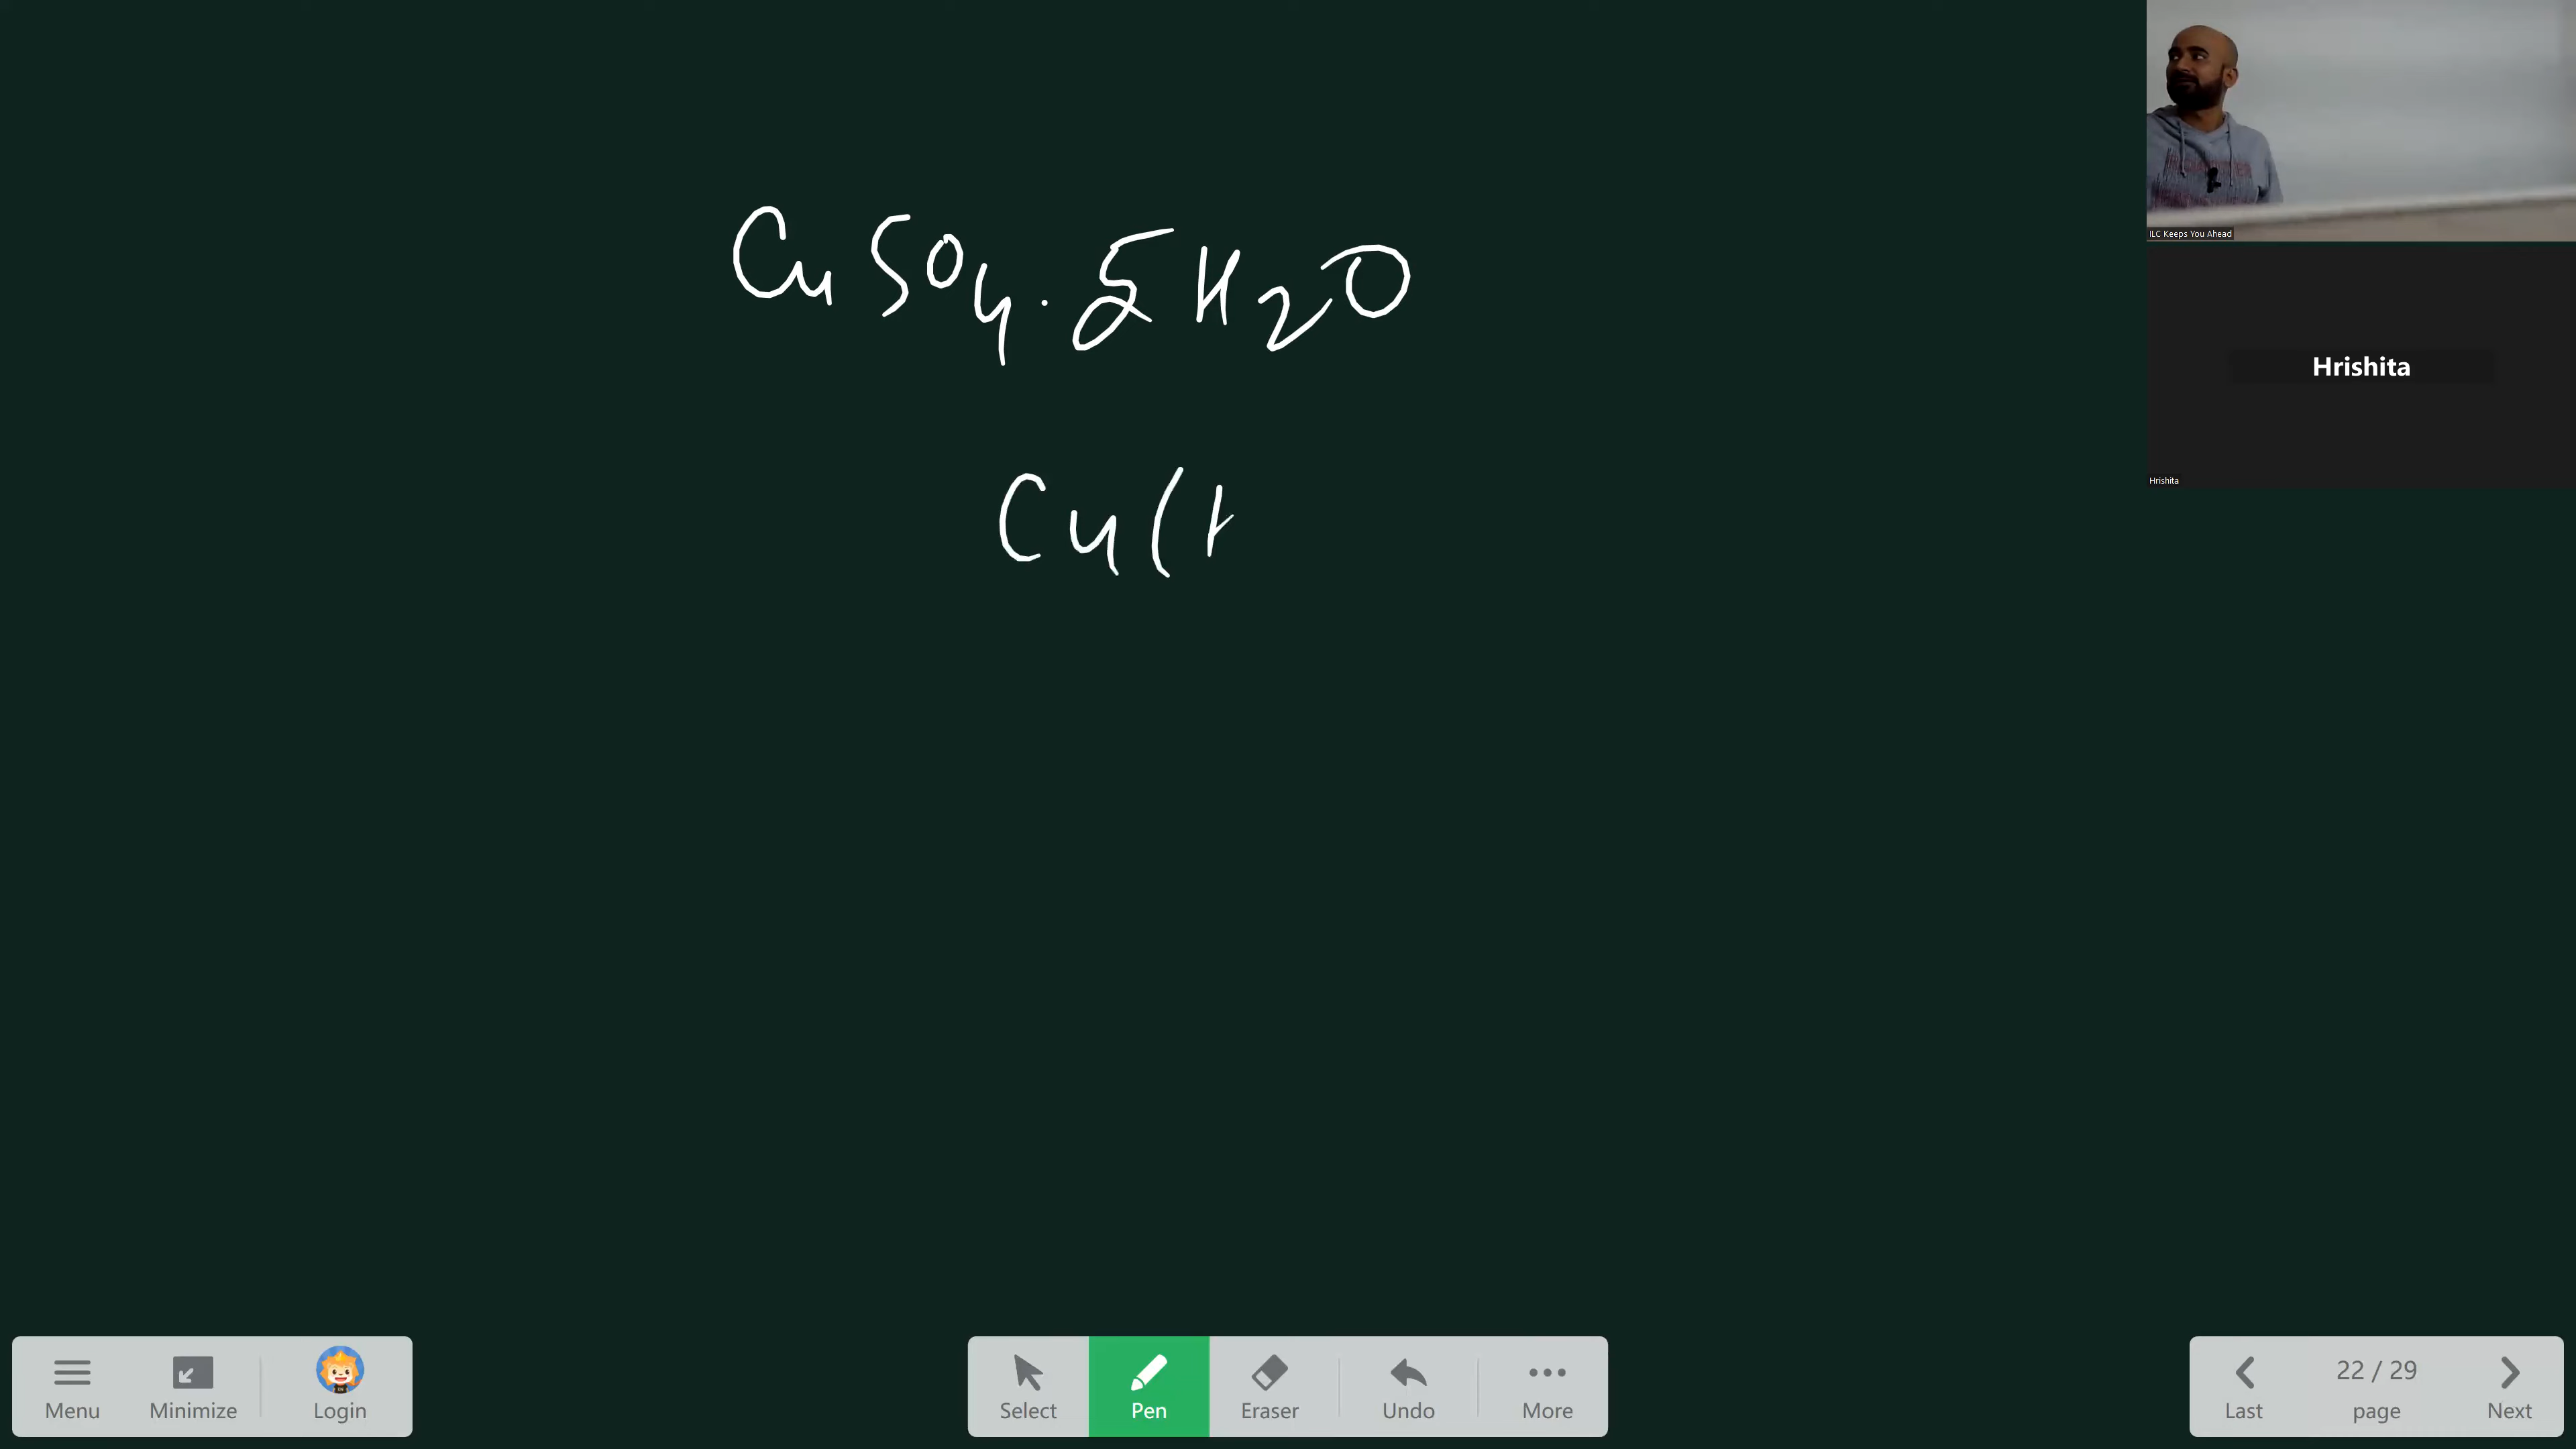 CuSO4.5H2O
Cu(H
ILC Keeps You Ahead
Hrishita
Hrishita
Menu
Minimize
Login
Select
Pen
Eraser
Undo
More
Last
22 / 29
page
Next